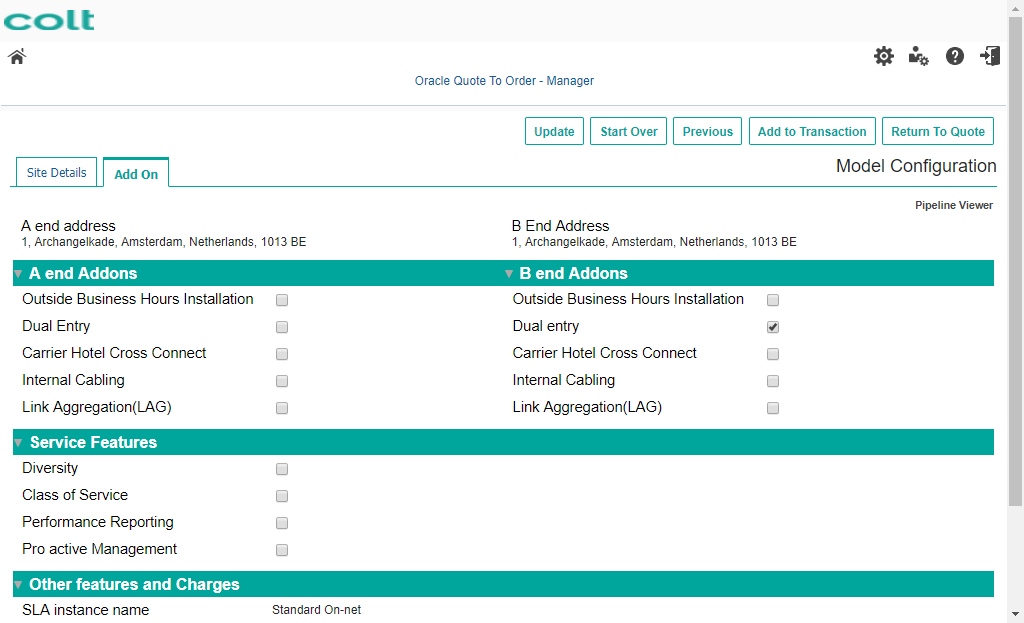 colt
Oracle Quote To Order - Manager
Update Start Over Previous Add to Transaction Return To Quote
Site Details Add On Model Configuration
Pipeline Viewer
A end address B End Address
1, Archangelkade, Amsterdam, Netherlands, 1013 BE 1, Archangelkade, Amsterdam, Netherlands, 1013 BE
A end Addons B end Addons
Outside Business Hours Installation Outside Business Hours Installation
Dual Entry Dual entry
Carrier Hotel Cross Connect Carrier Hotel Cross Connect
Internal Cabling Internal Cabling
Link Aggregation(LAG) Link Aggregation(LAG)
Service Features
Diversity
Class of Service
Performance Reporting
Pro active Management
Other features and Charges
SLA instance name Standard On-net